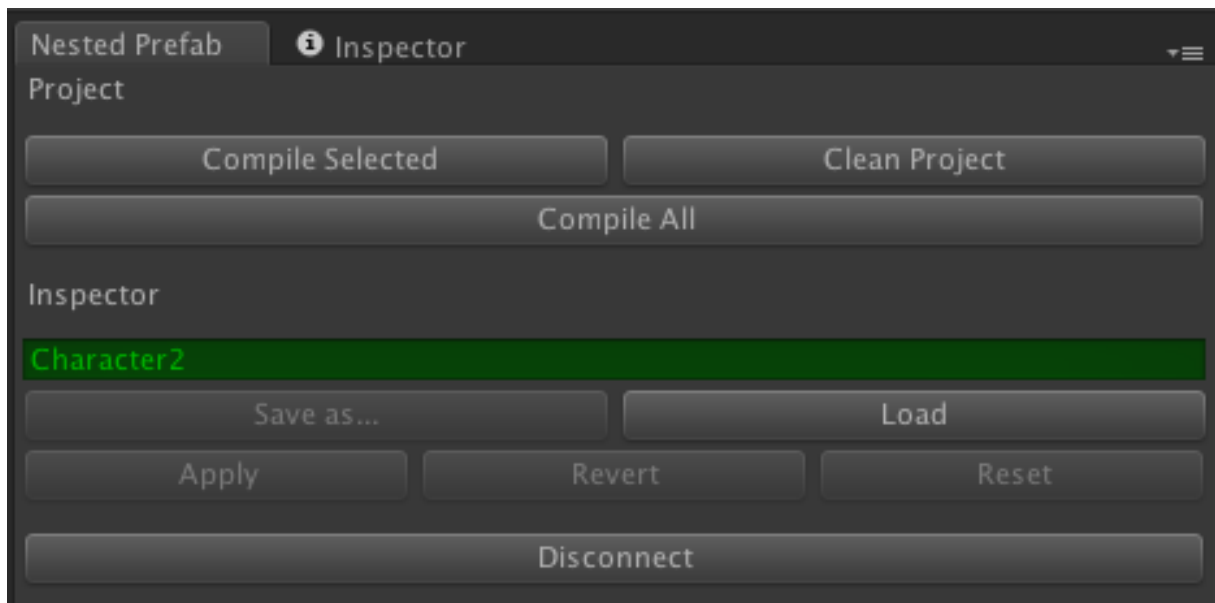 Nested Prefab Inspector
Project
Compile Selected Clean Project
Compile All
Inspector
Character2
Save as... Load
Apply Revert Reset
Disconnect